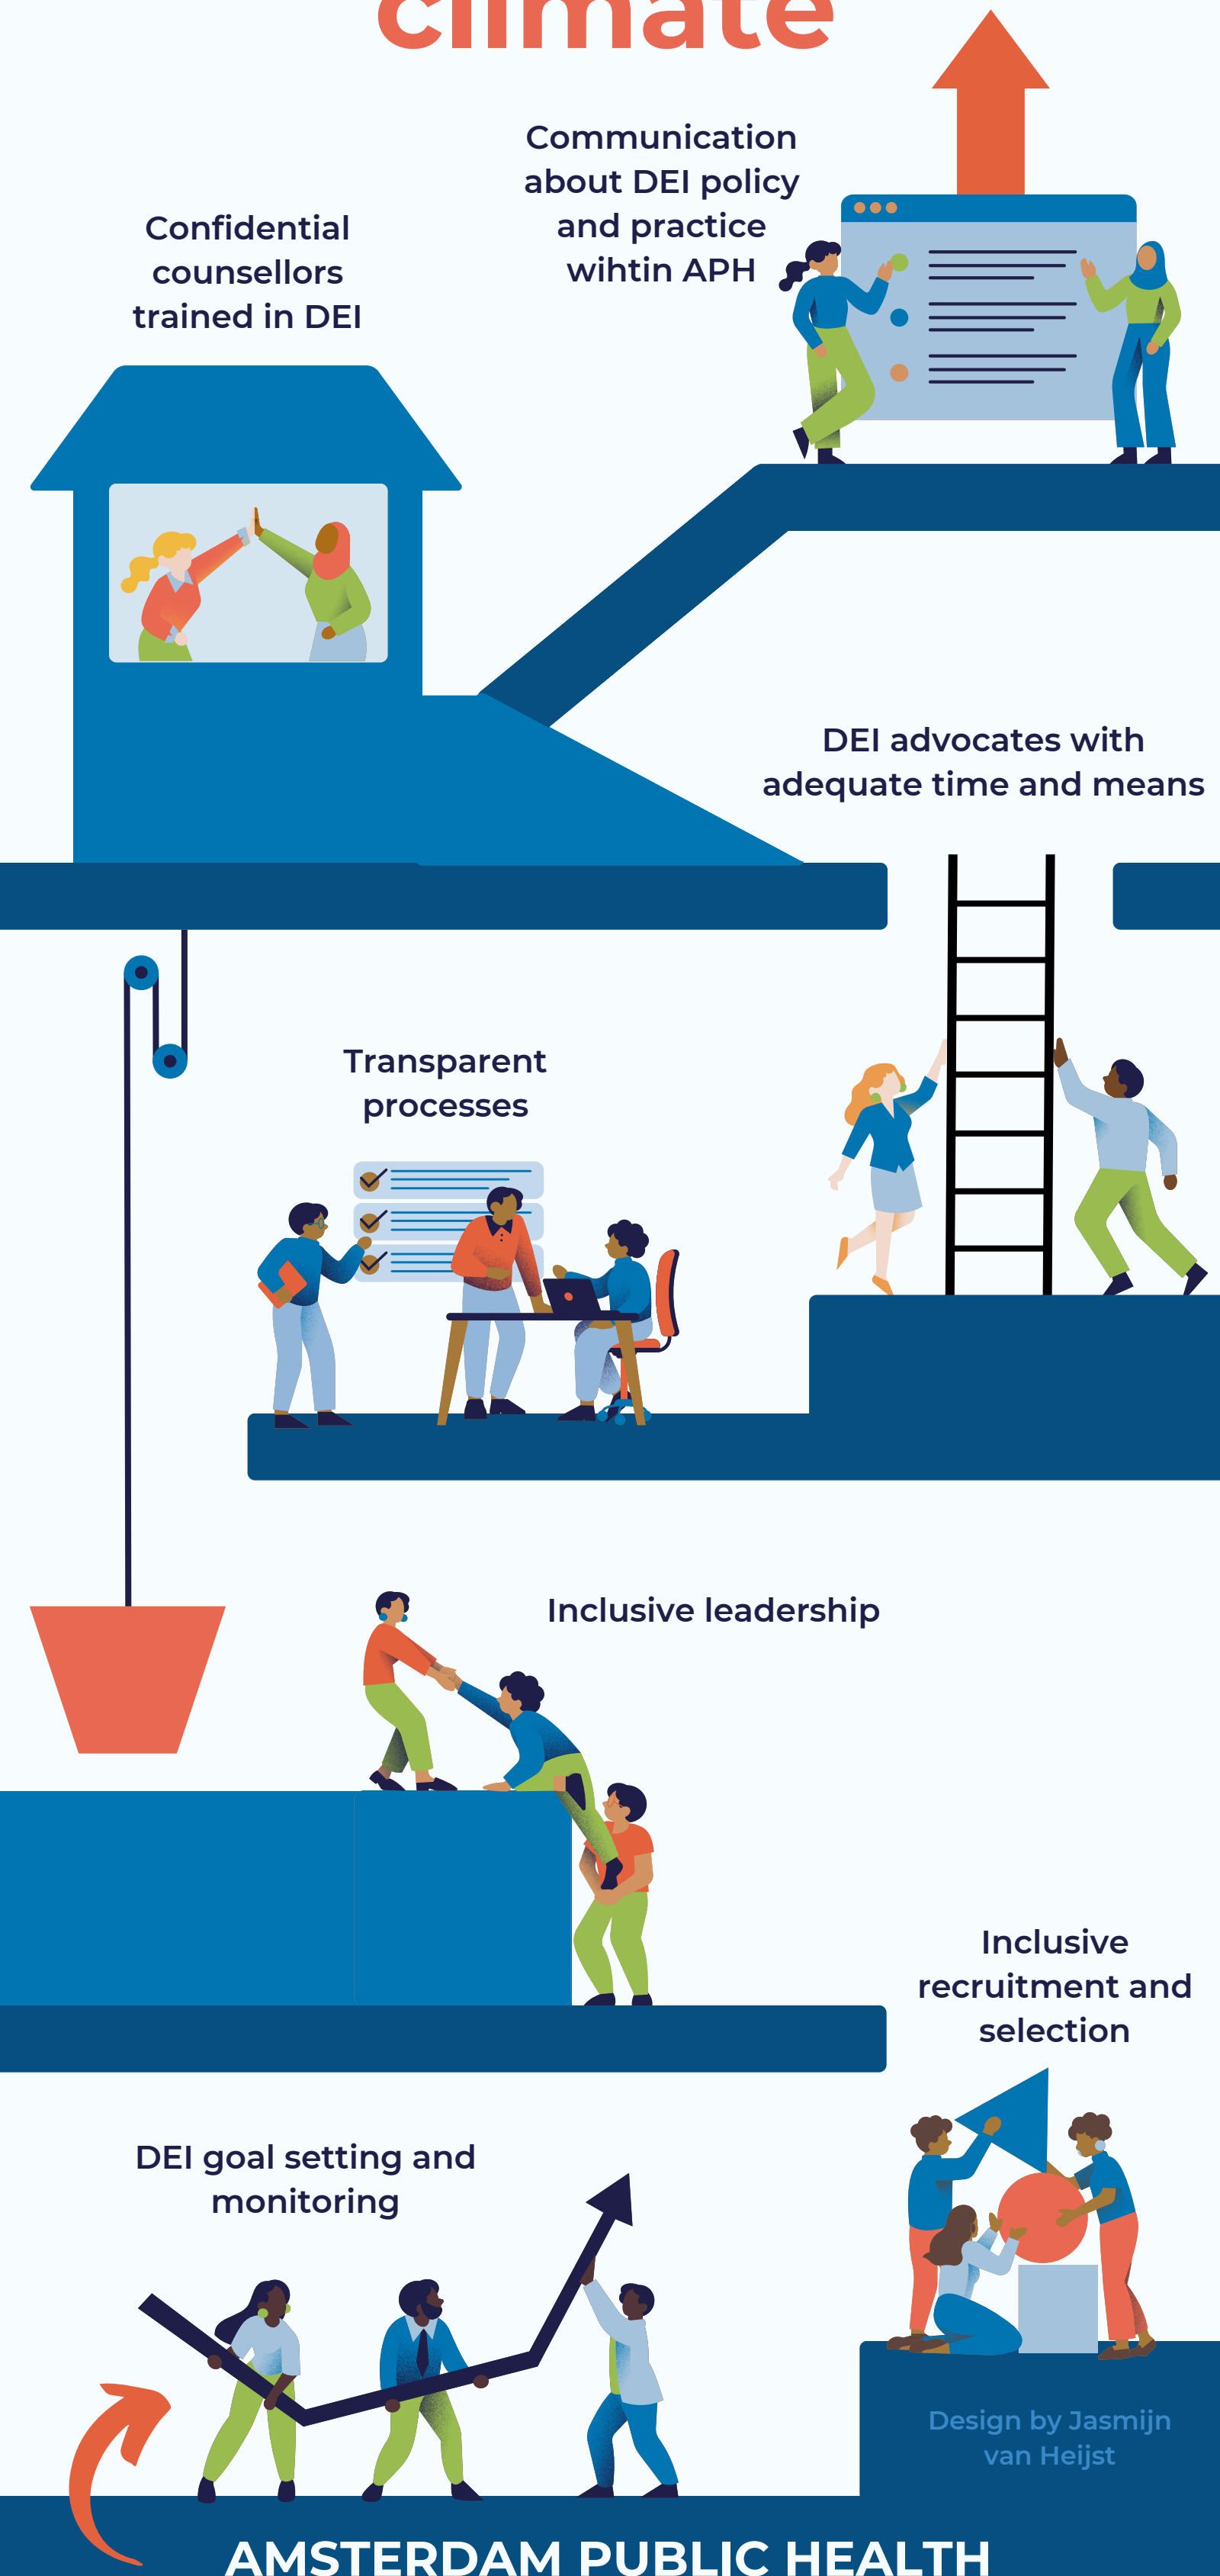 climate
Communication
about DEI policy
and practice
wihtin APH
Confidential
counsellors
trained in DEI
DEI advocates with
adequate time and means
Transparent
processes
Inclusive leadership
Inclusive
recruitment and
selection
DEI goal setting and
monitoring
Design by Jasmijn
van Heijst
AMSTERDAM PUBLIC HEALTH